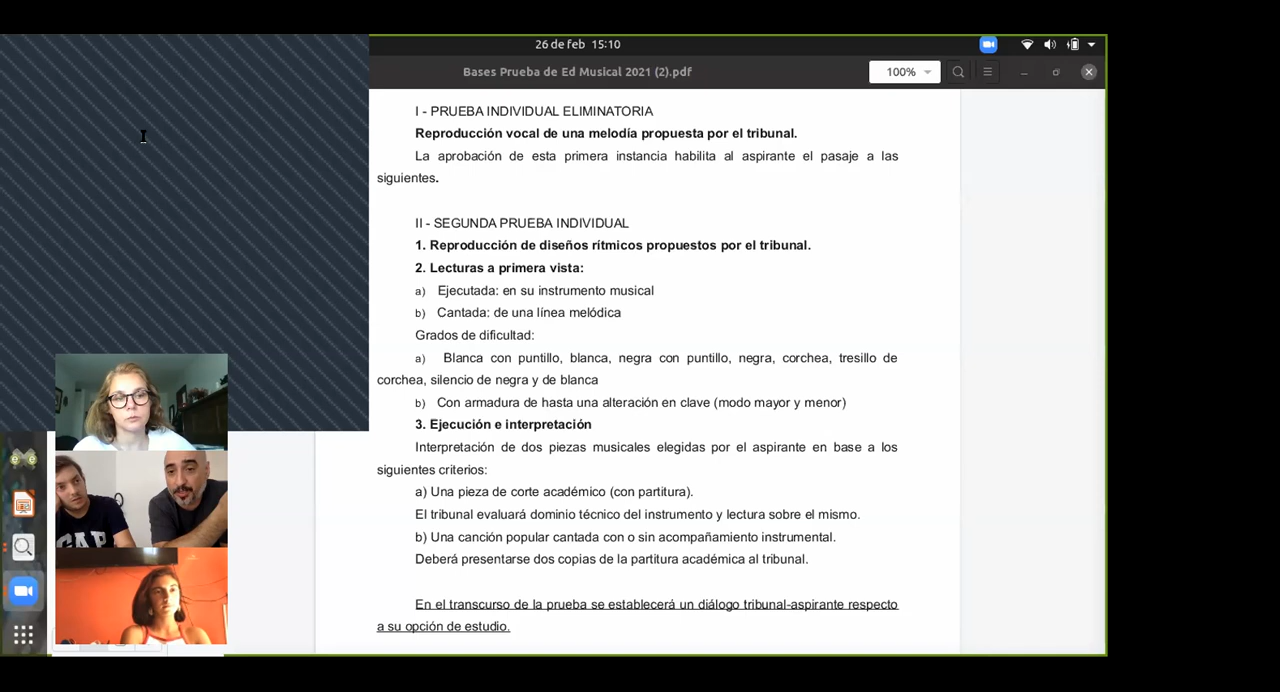 26 de feb 15:10
Bases Prueba de Ed Musical 2021 (2).pdf
100%
I - PRUEBA INDIVIDUAL ELIMINATORIA
Reproducción vocal de una melodía propuesta por el tribunal.
La aprobación de esta primera instancia habilita al aspirante el pasaje a las
siguientes.
II - SEGUNDA PRUEBA INDIVIDUAL
1. Reproducción de diseños rítmicos propuestos por el tribunal.
2. Lecturas a primera vista:
a) Ejecutada: en su instrumento musical
b) Cantada: de una línea melódica
Grados de dificultad:
a) Blanca con puntillo, blanca, negra con puntillo, negra, corchea, tresillo de
corchea, silencio de negra y de blanca
b) Con armadura de hasta una alteración en clave (modo mayor y menor)
3. Ejecución e interpretación
Interpretación de dos piezas musicales elegidas por el aspirante en base a los
siguientes criterios:
a) Una pieza de corte académico (con partitura).
El tribunal evaluará dominio técnico del instrumento y lectura sobre el mismo.
b) Una canción popular cantada con o sin acompañamiento instrumental.
Deberá presentarse dos copias de la partitura académica al tribunal.
En el transcurso de la prueba se establecerá un diálogo tribunal-aspirante respecto
a su opción de estudio.
GAP